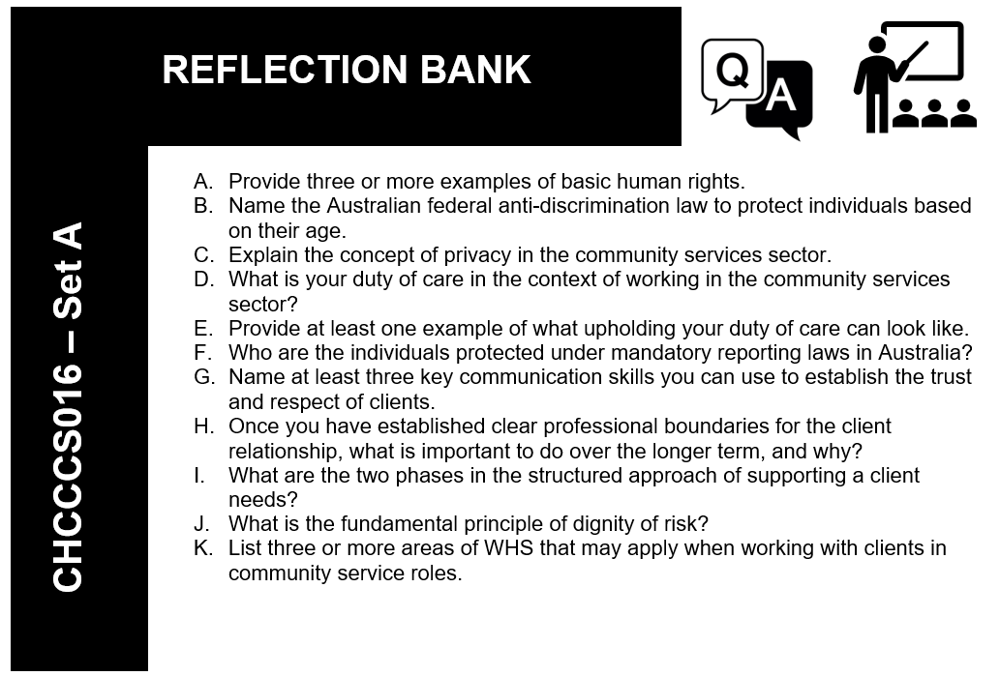 REFLECTION BANK
Q
A
CHCCCS016 – Set A
A. Provide three or more examples of basic human rights.
B. Name the Australian federal anti-discrimination law to protect individuals based
on their age.
C. Explain the concept of privacy in the community services sector.
D. What is your duty of care in the context of working in the community services
sector?
E. Provide at least one example of what upholding your duty of care can look like.
F. Who are the individuals protected under mandatory reporting laws in Australia?
G. Name at least three key communication skills you can use to establish the trust
and respect of clients.
H. Once you have established clear professional boundaries for the client
relationship, what is important to do over the longer term, and why?
I. What are the two phases in the structured approach of supporting a client
needs?
J. What is the fundamental principle of dignity of risk?
K. List three or more areas of WHS that may apply when working with clients in
community service roles.